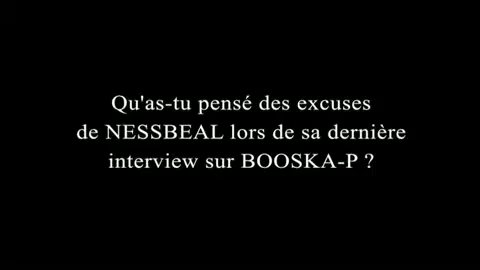 Qu'as-tu pensé des excuses
de NESSBEAL lors de sa dernière
interview sur BOOSKA-P ?